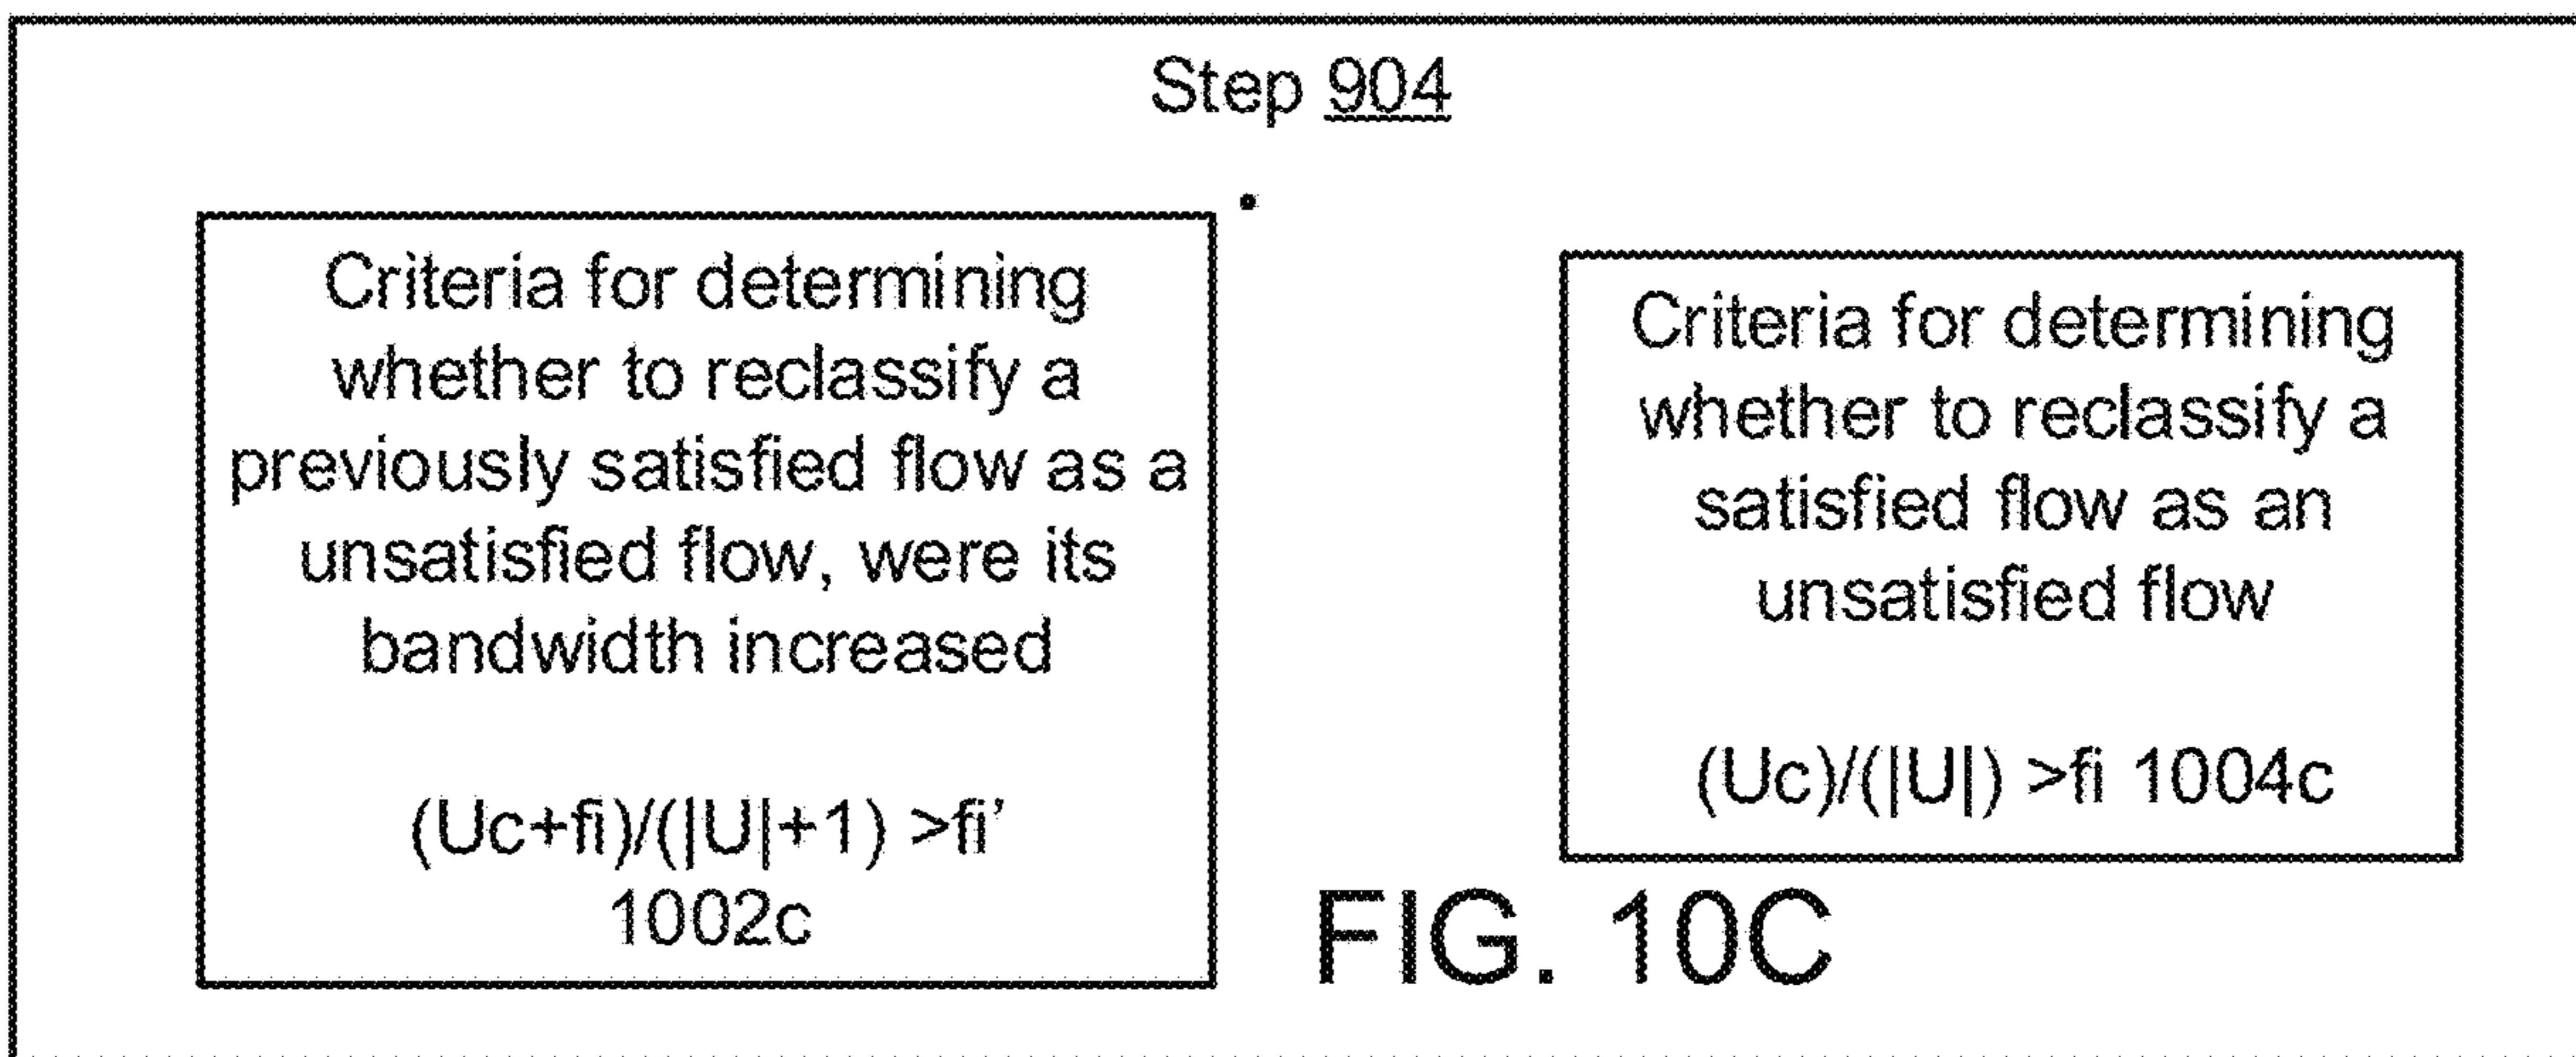 Step 904
Criteria for determining
whether to reclassify a
previously satisfied flow as a
unsatisfied flow, were its
bandwidth increased
(Uc+fi)/(|U|+1) >fi’
1002c
Criteria for determining
whether to reclassify a
satisfied flow as an
unsatisfied flow
(Uc)/(|U|) >fi 1004c
FIG. 10C